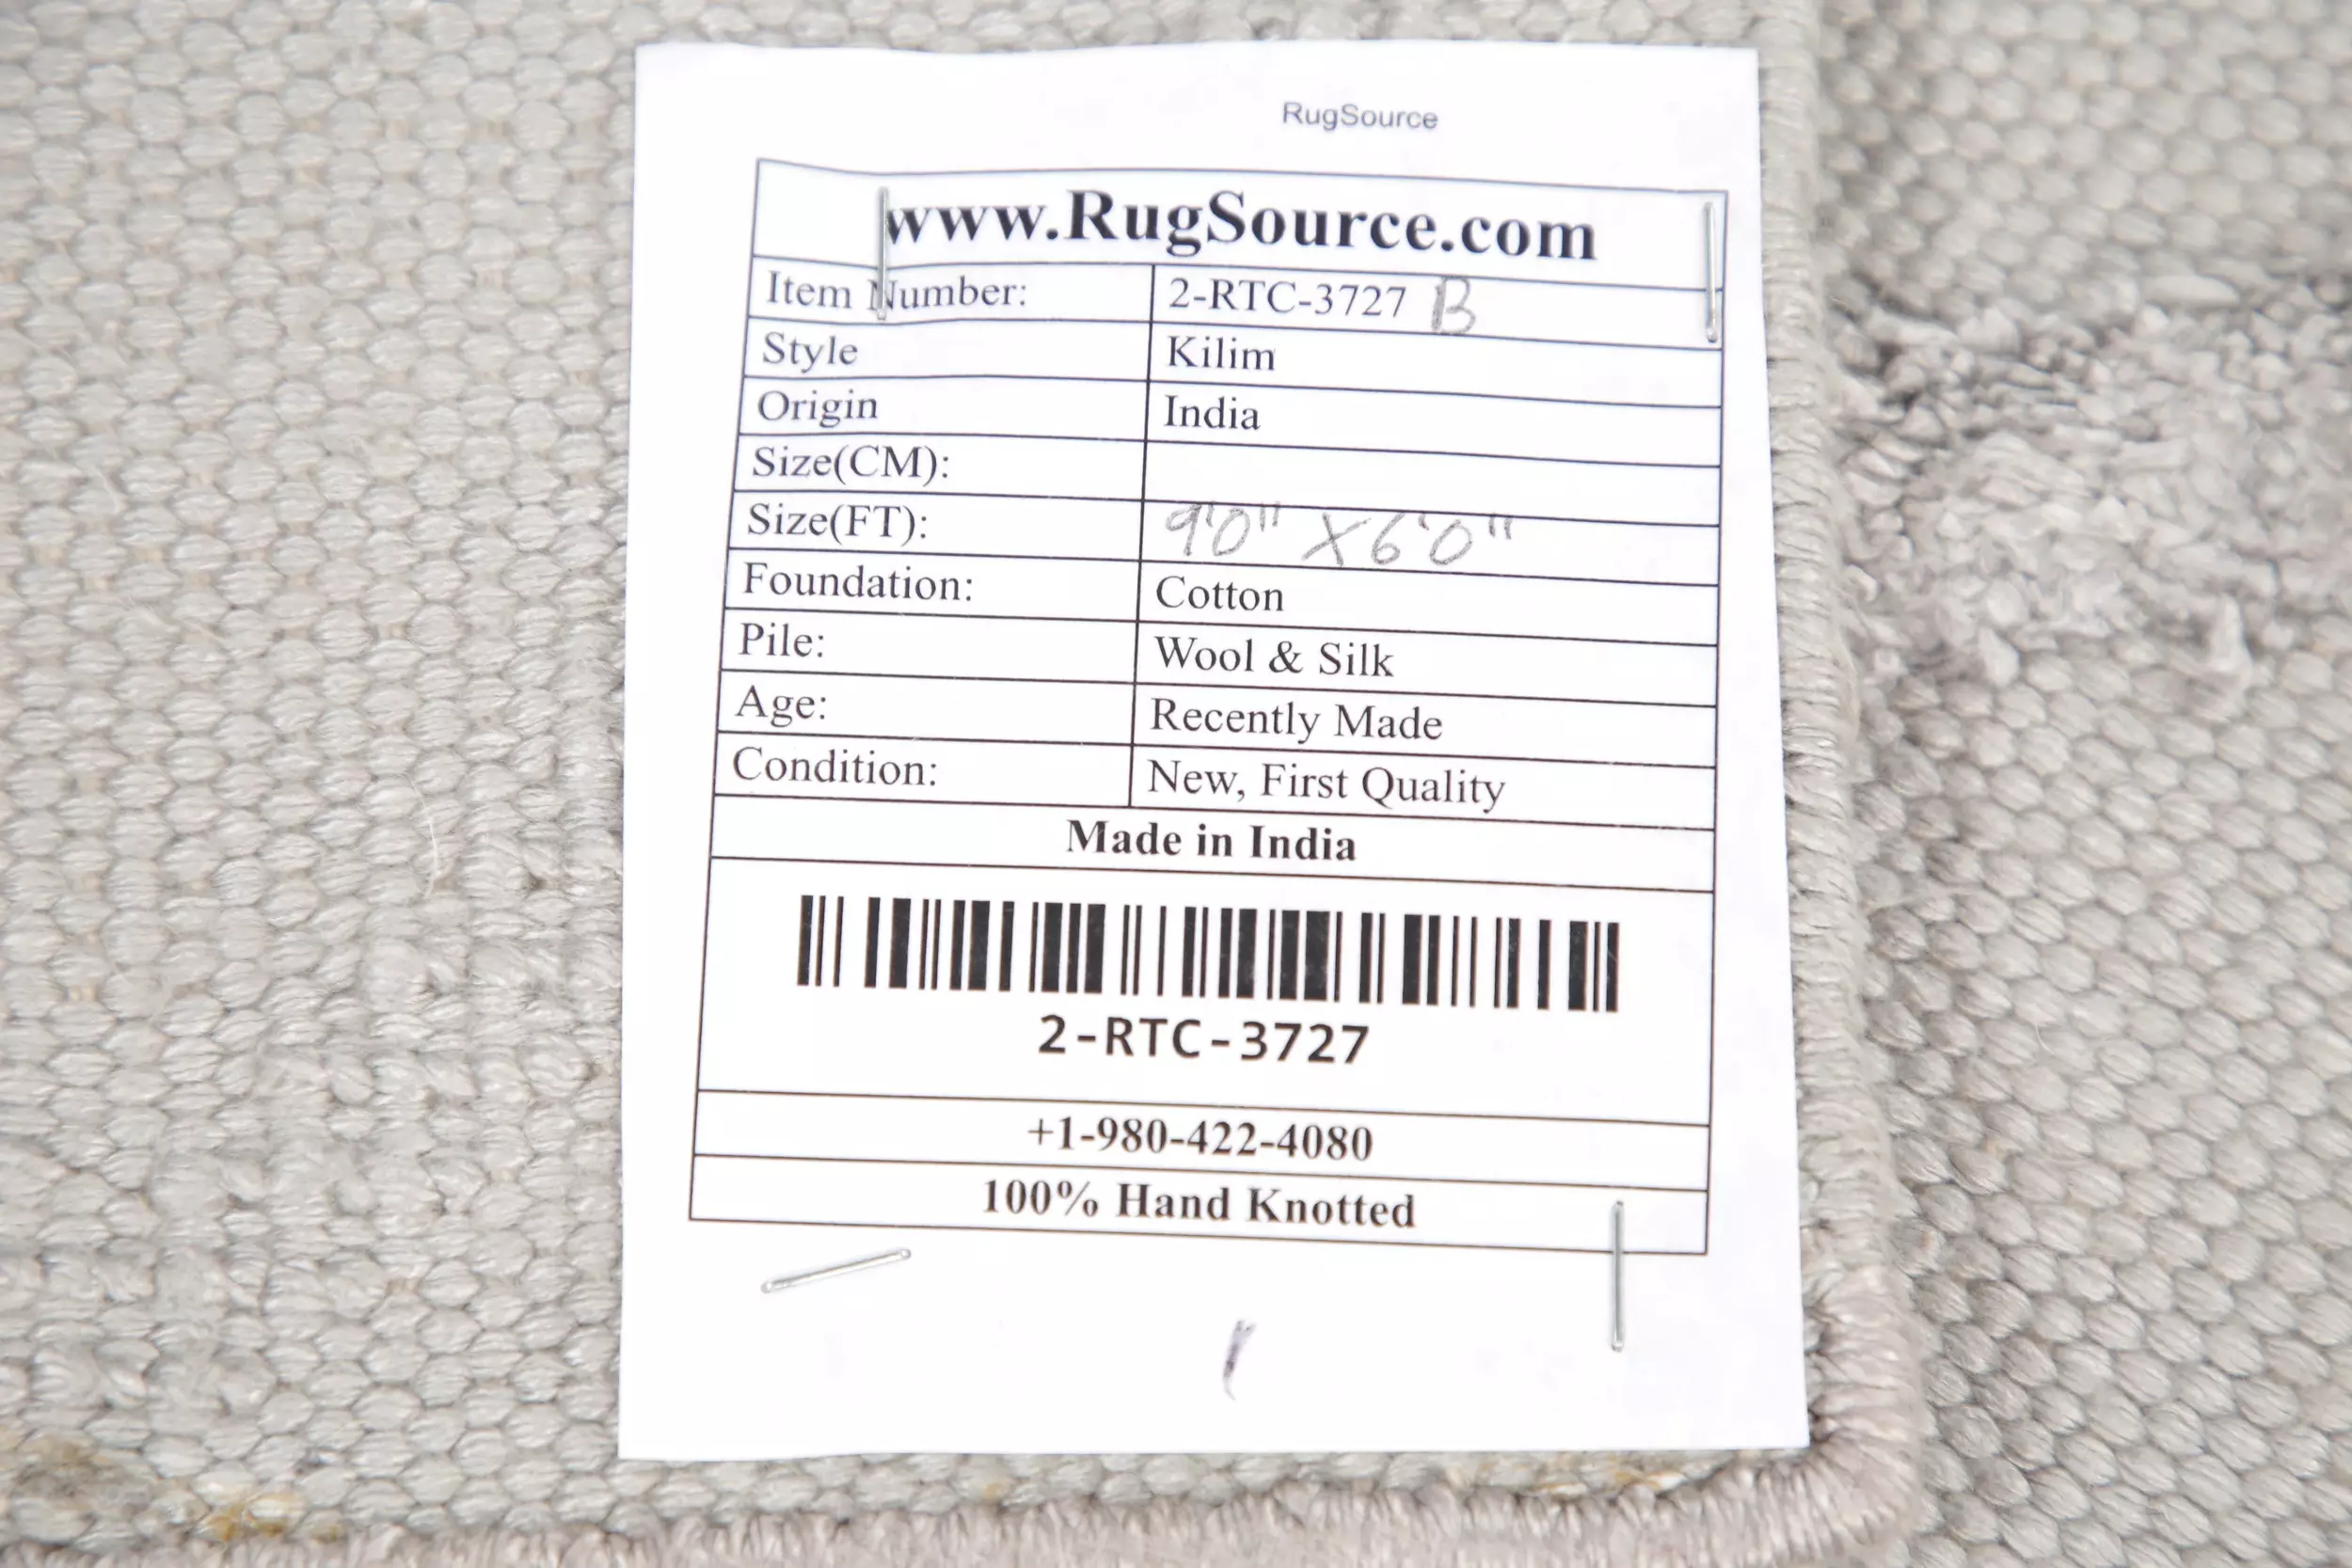 RugSource
www.RugSource.com
Item Number: 2-RTC-3727 B
Style Kilim
Origin India
Size(CM):
Size(FT): 9'0" X 6'0"
Foundation: Cotton
Pile: Wool & Silk
Age: Recently Made
Condition: New, First Quality
Made in India
2-RTC-3727
+1-980-422-4080
100% Hand Knotted